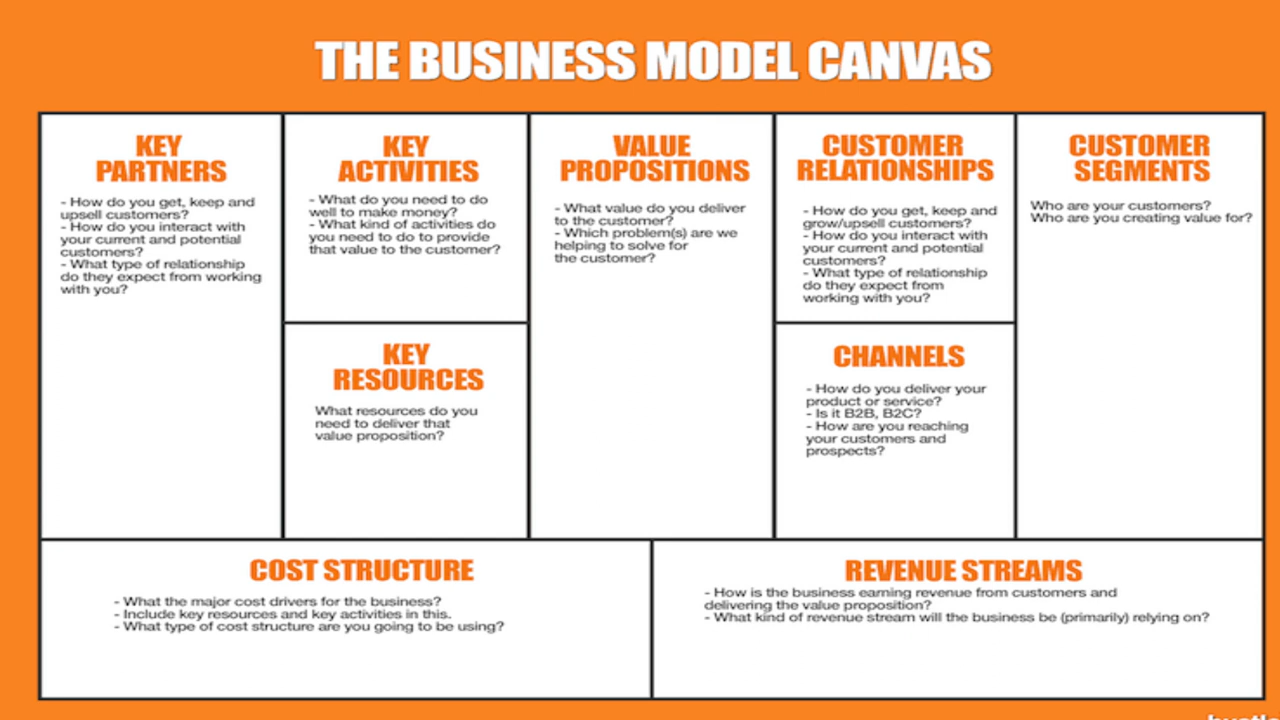 THE BUSINESS MODEL CANVAS
KEY
PARTNERS
- How do you get, keep and
upsell customers?
- How do you interact with
your current and potential
customers?
- What type of relationship
do they expect from working
with you?
KEY
ACTIVITIES
- What do you need to do
well to make money?
- What kind of activities do
you need to do to provide
that value to the customer?
KEY
RESOURCES
What resources do you
need to deliver that
value proposition?
VALUE
PROPOSITIONS
- What value do you deliver
to the customer?
- Which problem(s) are we
helping to solve for
the customer?
CUSTOMER
RELATIONSHIPS
- How do you get, keep and
grow/upsell customers?
- How do you interact with
your current and potential
customers?
- What type of relationship
do they expect from
working with you?
CHANNELS
- How do you deliver your
product or service?
- Is it B2B, B2C?
- How are you reaching
your customers and
prospects?
CUSTOMER
SEGMENTS
Who are your customers?
Who are you creating value for?
COST STRUCTURE
- What the major cost drivers for the business?
- Include key resources and key activities in this.
- What type of cost structure are you going to be using?
REVENUE STREAMS
- How is the business earning revenue from customers and
delivering the value proposition?
- What kind of revenue stream will the business be (primarily) relying on?